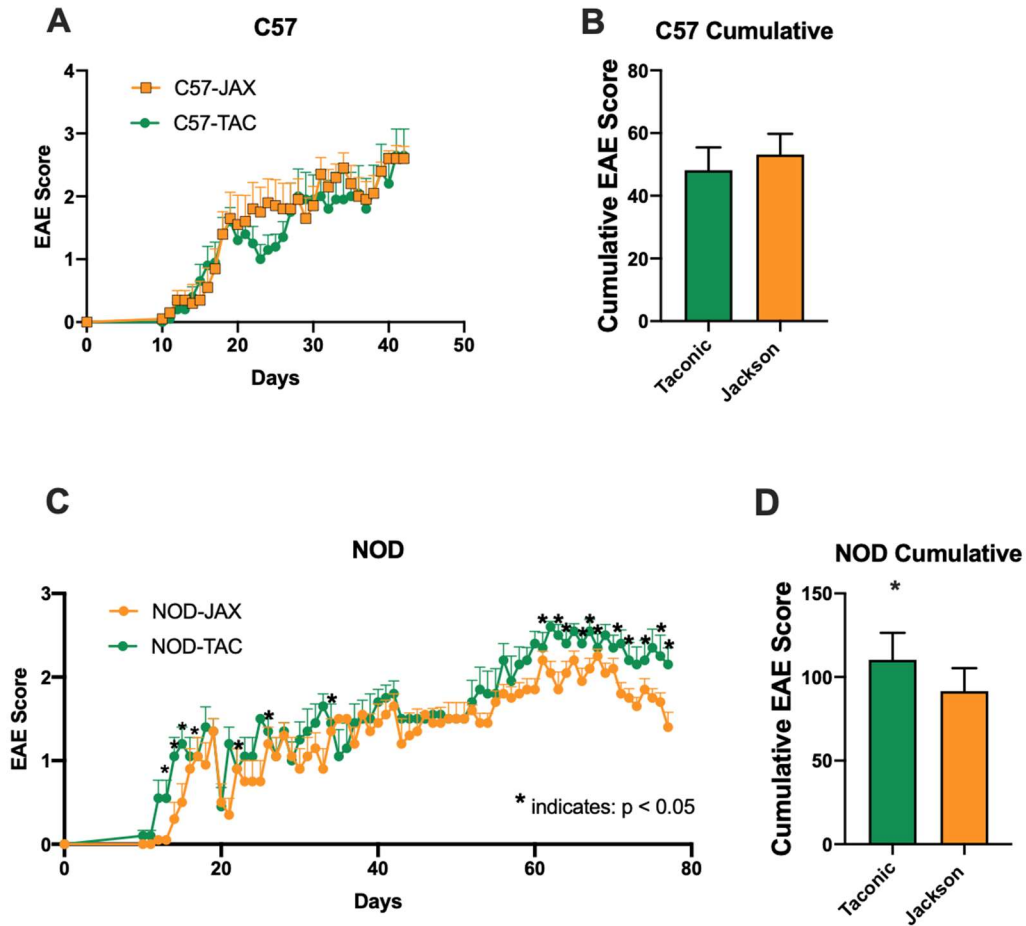 A
C57
C57-JAX
C57-TAC
EAE Score
4
3
2
1
0
0 10 20 30 40 50
Days
B
C57 Cumulative
Cumulative EAE Score
80
60
40
20
0
Taconic
Jackson
C
NOD
NOD-JAX
NOD-TAC
EAE Score
3
2
1
0
* * * * * * * * * * * * * * * * * * *
* indicates: p < 0.05
0 20 40 60 80
Days
D
NOD Cumulative
Cumulative EAE Score
150
100
50
0
*
Taconic
Jackson